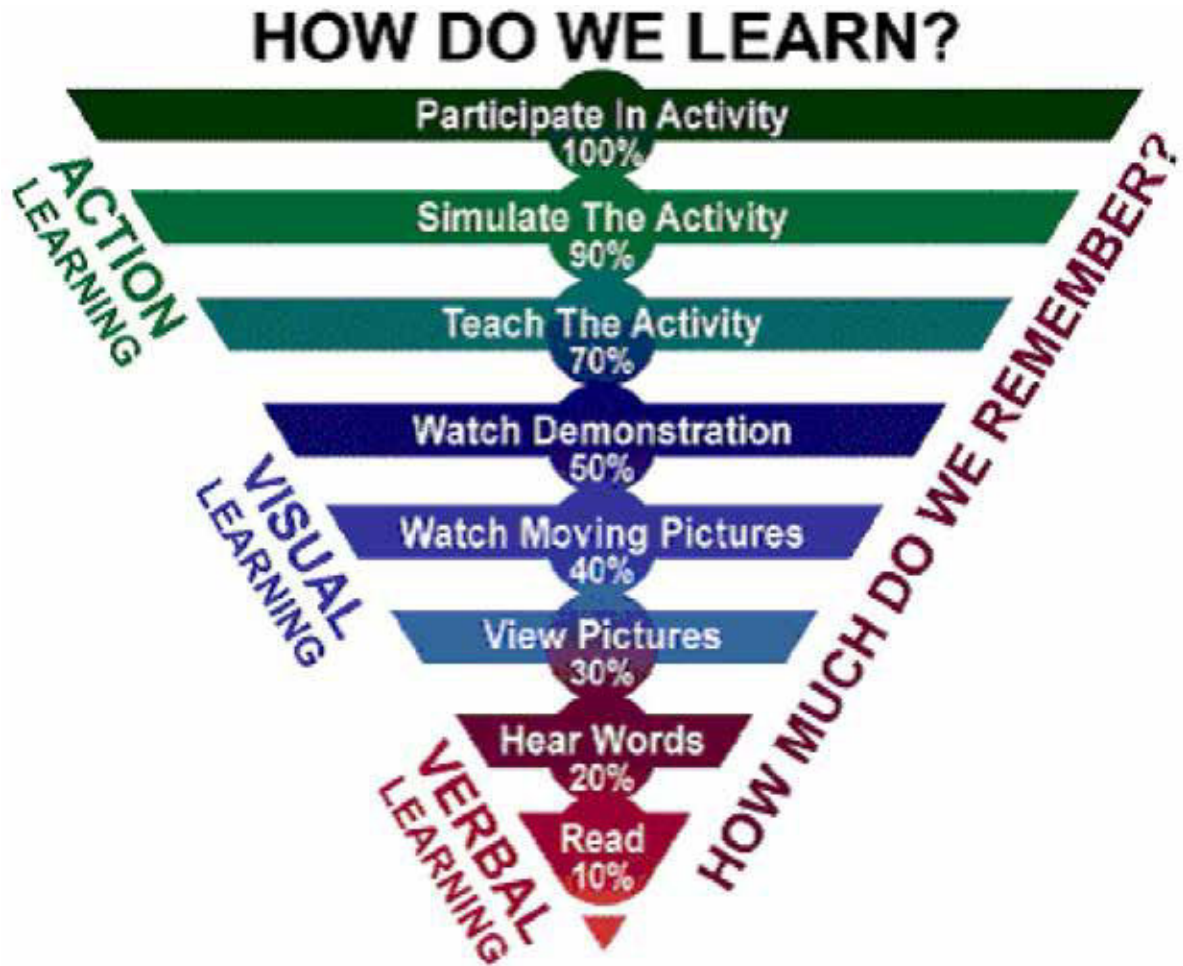 HOW DO WE LEARN?
Participate In Activity
100%
Simulate The Activity
90%
Teach The Activity
70%
ACTION
LEARNING
Watch Demonstration
50%
Watch Moving Pictures
40%
View Pictures
30%
VISUAL
LEARNING
Hear Words
20%
Read
10%
VERBAL
LEARNING
HOW MUCH DO WE REMEMBER?